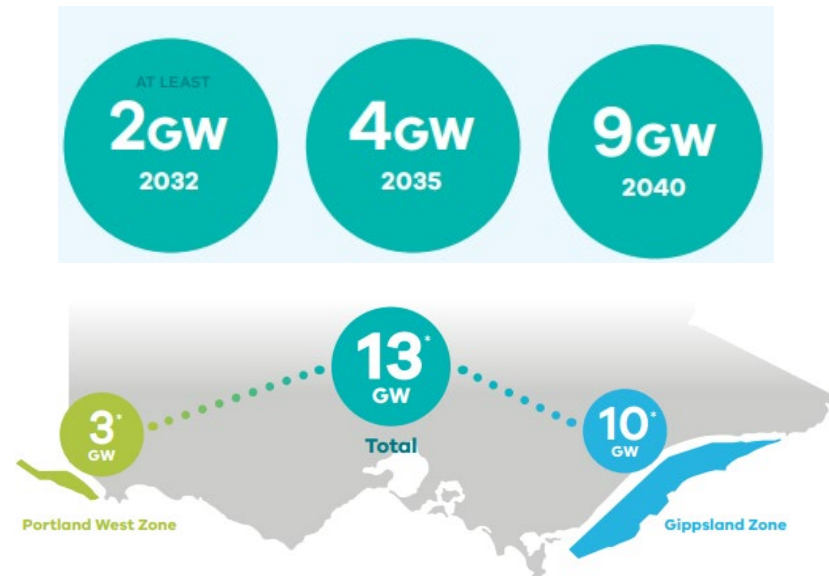 AT LEAST
2GW
2032
4GW
2035
9GW
2040
13*
GW
Total
3*
GW
Portland West Zone
10*
GW
Gippsland Zone